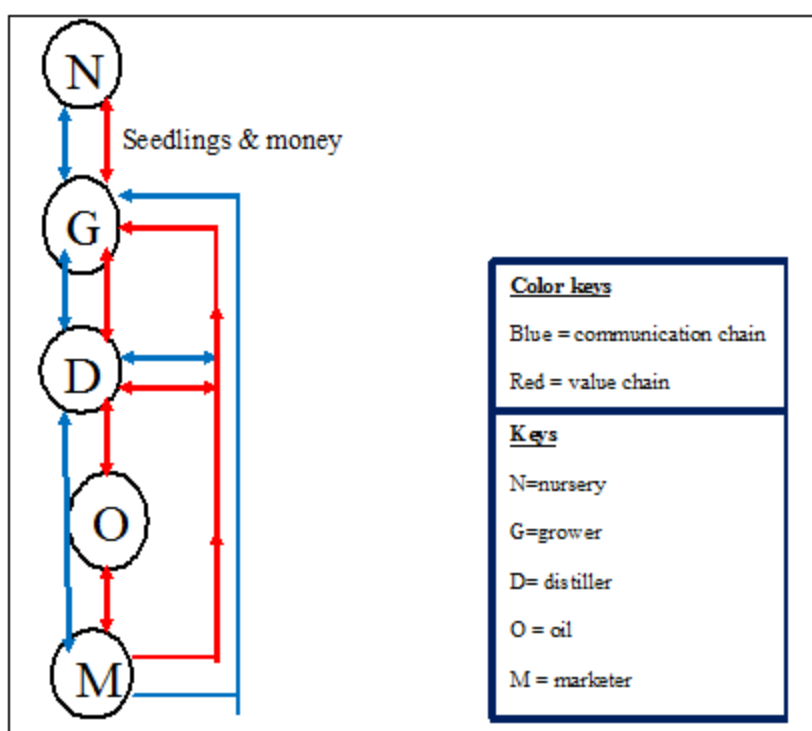 N
Seedlings & money
G
D
O
M
Color keys
Blue = communication chain
Red = value chain
Keys
N=nursery
G=grower
D= distiller
O = oil
M = marketer